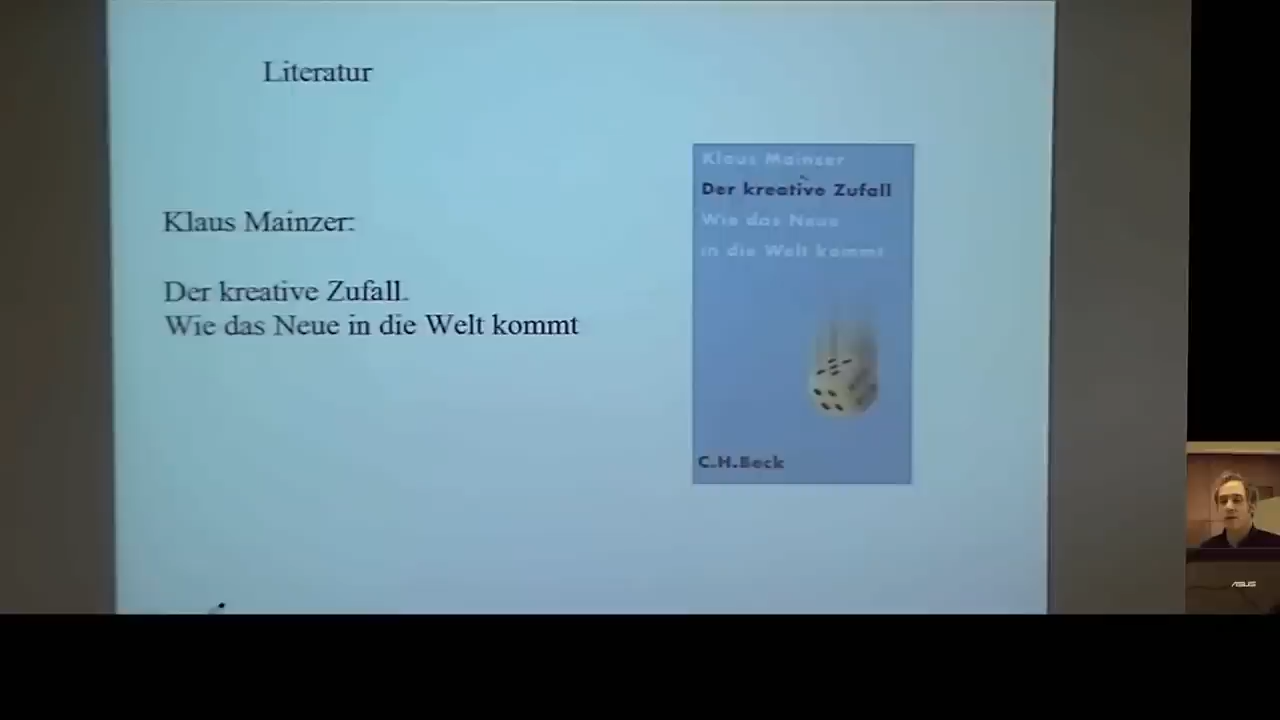 Literatur
Klaus Mainzer:
Der kreative Zufall.
Wie das Neue in die Welt kommt
Klaus Mainzer
Der kreative Zufall
Wie das Neue
in die Welt kommt
C.H.Beck
ASUS